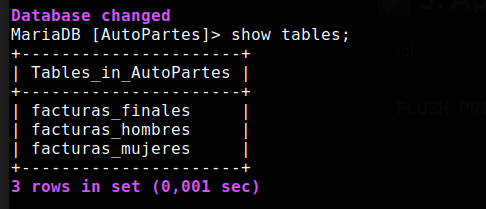 Database changed
MariaDB [AutoPartes]> show tables;
+----------------------+
| Tables_in_AutoPartes |
+----------------------+
| facturas_finales     |
| facturas_hombres     |
| facturas_mujeres     |
+----------------------+
3 rows in set (0,001 sec)